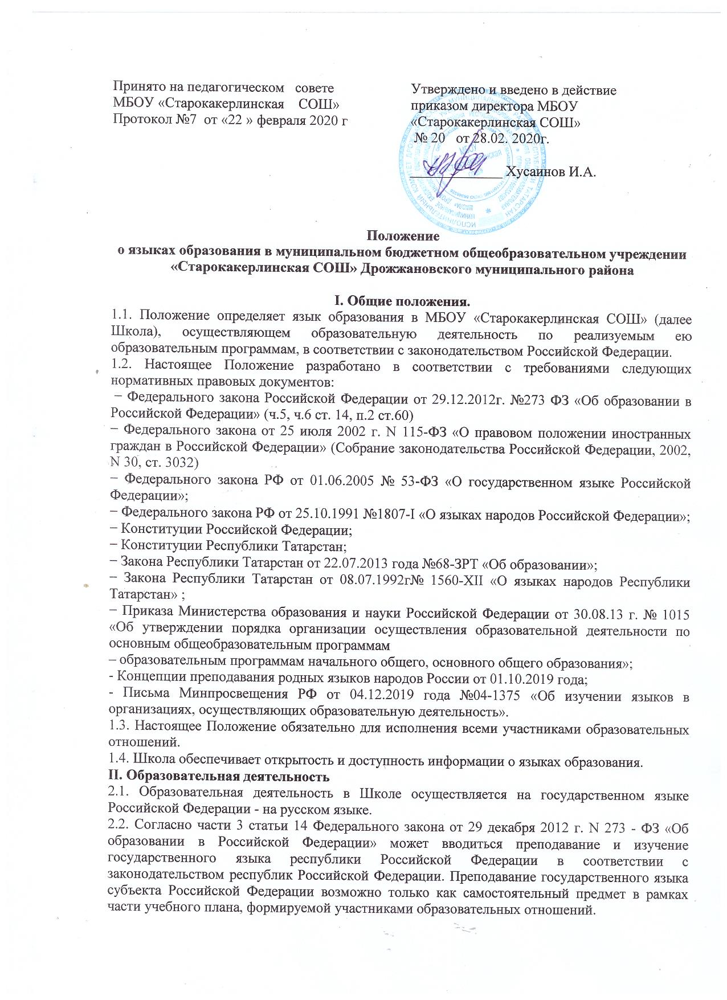 Принято на педагогическом совете
МБОУ «Старокакерлинская СОШ»
Протокол №7 от «22 » февраля 2020 г
Утверждено и введено в действие
приказом директора МБОУ
«Старокакерлинская СОШ»
№ 20 от 28.02. 2020г.
____________ Хусаинов И.А.
Положение
о языках образования в муниципальном бюджетном общеобразовательном учреждении
«Старокакерлинская СОШ» Дрожжановского муниципального района
I. Общие положения.
1.1. Положение определяет язык образования в МБОУ «Старокакерлинская СОШ» (далее
Школа), осуществляющем образовательную деятельность по реализуемым ею
образовательным программам, в соответствии с законодательством Российской Федерации.
1.2. Настоящее Положение разработано в соответствии с требованиями следующих
нормативных правовых документов:
− Федерального закона Российской Федерации от 29.12.2012г. №273 ФЗ «Об образовании в
Российской Федерации» (ч.5, ч.6 ст. 14, п.2 ст.60)
− Федерального закона от 25 июля 2002 г. N 115-ФЗ «О правовом положении иностранных
граждан в Российской Федерации» (Собрание законодательства Российской Федерации, 2002,
N 30, ст. 3032)
− Федерального закона РФ от 01.06.2005 № 53-ФЗ «О государственном языке Российской
Федерации»;
− Федерального закона РФ от 25.10.1991 №1807-I «О языках народов Российской Федерации»;
− Конституции Российской Федерации;
− Конституции Республики Татарстан;
− Закона Республики Татарстан от 22.07.2013 года №68-ЗРТ «Об образовании»;
− Закона Республики Татарстан от 08.07.1992г№ 1560-XII «О языках народов Республики
Татарстан» ;
− Приказа Министерства образования и науки Российской Федерации от 30.08.13 г. № 1015
«Об утверждении порядка организации осуществления образовательной деятельности по
основным общеобразовательным программам
– образовательным программам начального общего, основного общего образования»;
- Концепции преподавания родных языков народов России от 01.10.2019 года;
- Письма Минпросвещения РФ от 04.12.2019 года №04-1375 «Об изучении языков в
организациях, осуществляющих образовательную деятельность».
1.3. Настоящее Положение обязательно для исполнения всеми участниками образовательных
отношений.
1.4. Школа обеспечивает открытость и доступность информации о языках образования.
II. Образовательная деятельность
2.1. Образовательная деятельность в Школе осуществляется на государственном языке
Российской Федерации - на русском языке.
2.2. Согласно части 3 статьи 14 Федерального закона от 29 декабря 2012 г. N 273 - ФЗ «Об
образовании в Российской Федерации» может вводиться преподавание и изучение
государственного языка республики Российской Федерации в соответствии с
законодательством республик Российской Федерации. Преподавание государственного языка
субъекта Российской Федерации возможно только как самостоятельный предмет в рамках
части учебного плана, формируемой участниками образовательных отношений.